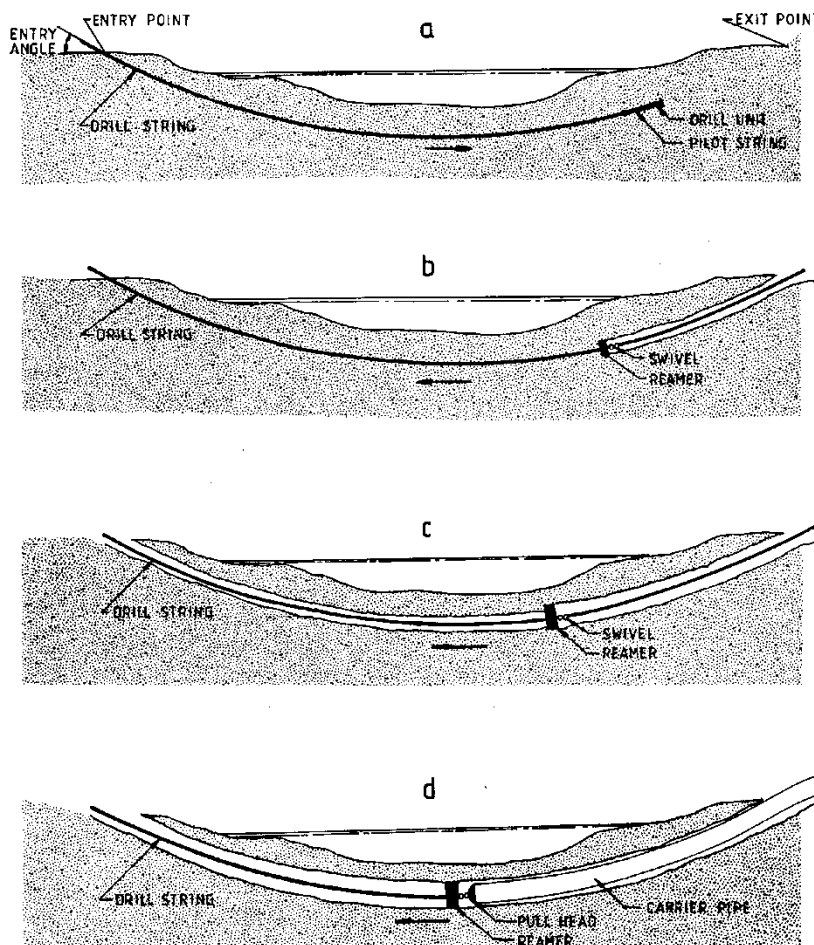 a
ENTRY POINT
EXIT POINT
ENTRY
ANGLE
DRILL STRING
DRILL UNIT
PILOT STRING
b
DRILL STRING
SWIVEL
REAMER
c
DRILL STRING
SWIVEL
REAMER
d
DRILL STRING
CARRIER PIPE
PULL HEAD
REAMER